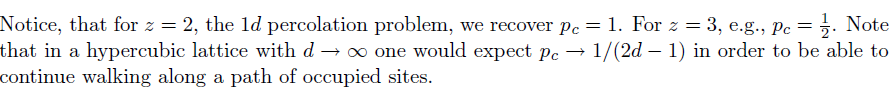 Notice, that for z = 2, the 1d percolation problem, we recover p_c = 1. For z = 3, e.g., p_c = 1/2. Note
that in a hypercubic lattice with d → ∞ one would expect p_c → 1/(2d − 1) in order to be able to
continue walking along a path of occupied sites.